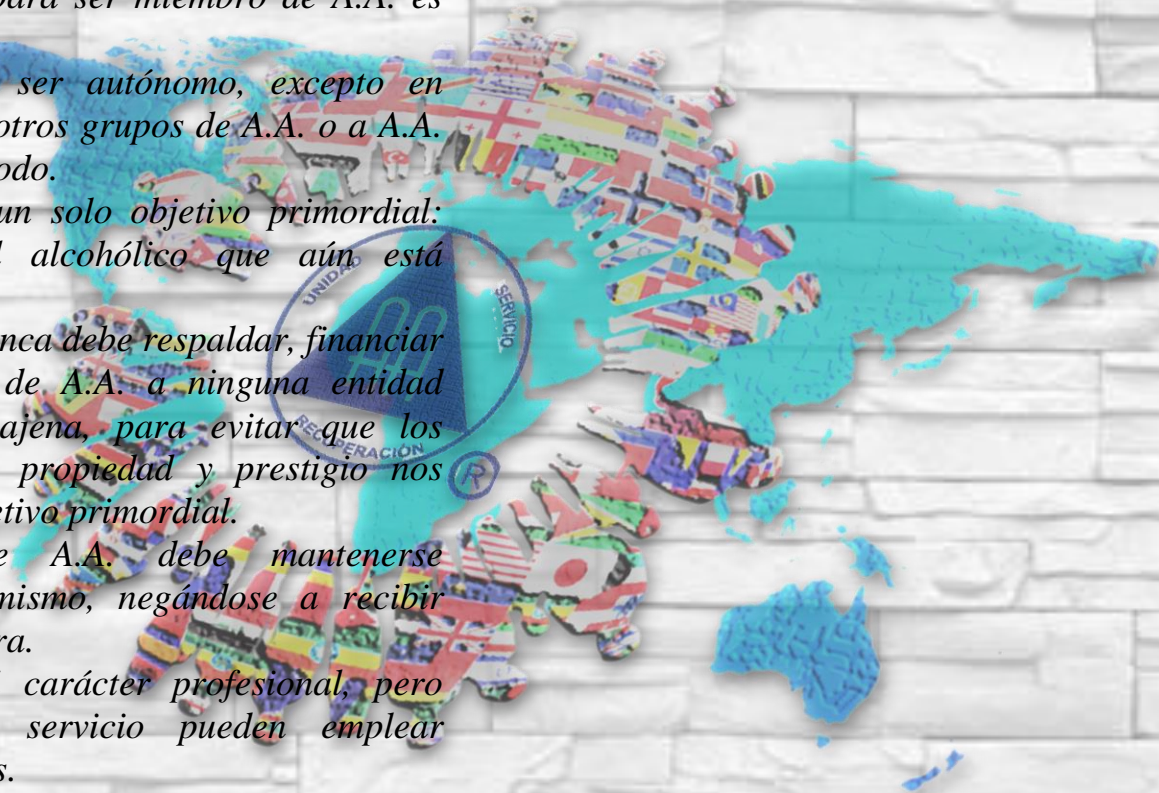 para ser miembro de A.A. es
ser autónomo, excepto en
otros grupos de A.A. o a A.A.
odo.
un solo objetivo primordial:
l alcohólico que aún está
nca debe respaldar, financiar
de A.A. a ninguna entidad
ajena, para evitar que los
propiedad y prestigio nos
etivo primordial.
e A.A. debe mantenerse
mismo, negándose a recibir
ra.
l carácter profesional, pero
servicio pueden emplear
s.
UNIDAD
SERVICIO
AA
RECUPERACIÓN
®